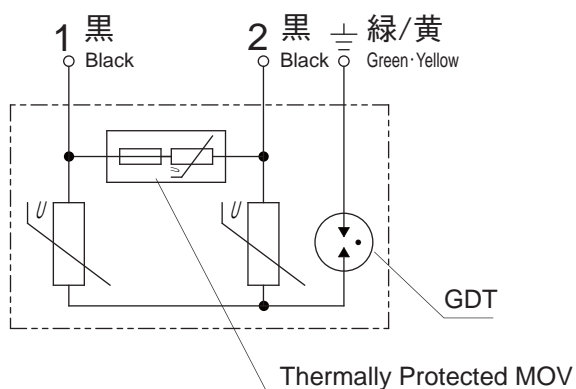 1 黒 2 黒 ⏚ 緑/黄
Black Black Green·Yellow
U U U
GDT
Thermally Protected MOV